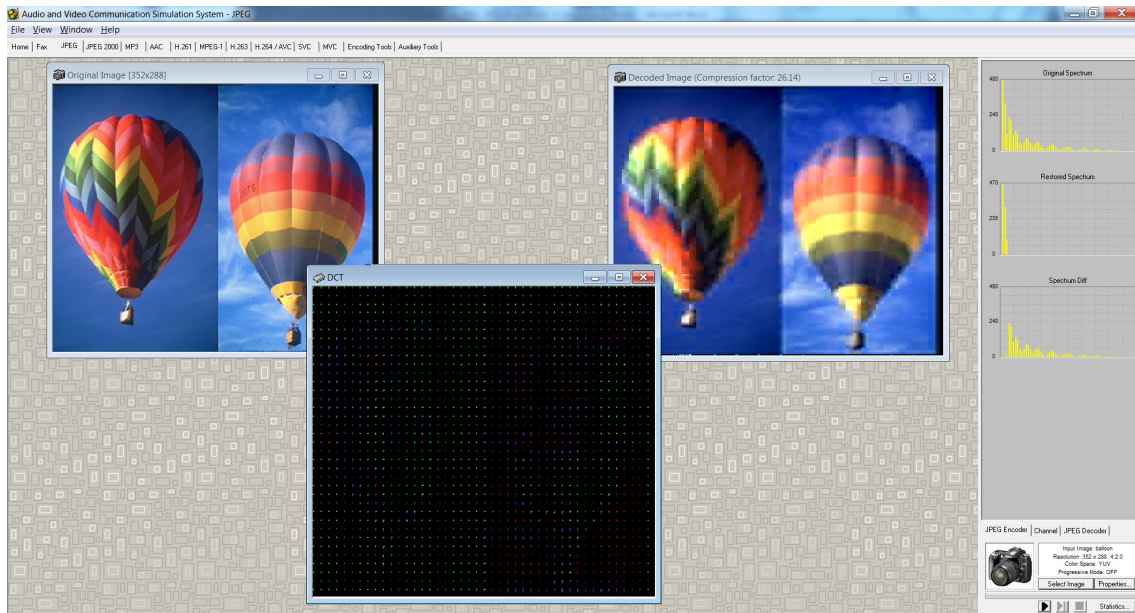 Audio and Video Communication Simulation System - JPEG
File View Window Help
Home Fax JPEG JPEG 2000 MP3 AAC H.261 MPEG-1 H.263 H.264 / AVC SVC MVC Encoding Tools Auxiliary Tools
Original Image [352x288]
Decoded Image (Compression factor: 26.14)
DCT
Original Spectrum
480
240
0
Restored Spectrum
470
235
0
Spectrum Diff
480
240
0
JPEG Encoder Channel JPEG Decoder
Input Image: balloon
Resolution: 352 x 288 4:2:0
Color Space: YUV
Progressive Mode: OFF
Select Image Properties...
Statistics...